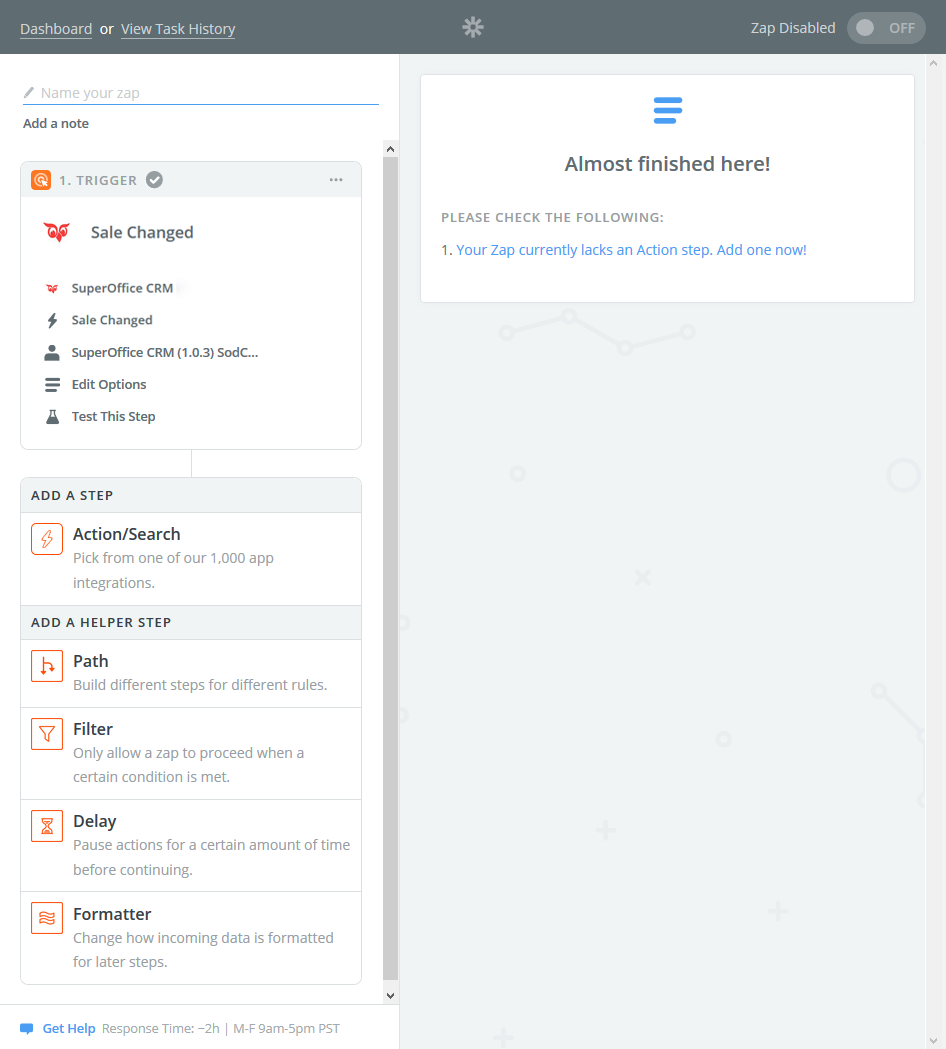 Dashboard or View Task History
Zap Disabled OFF
Name your zap
Add a note
1. TRIGGER
Sale Changed
SuperOffice CRM
Sale Changed
SuperOffice CRM (1.0.3) SodC...
Edit Options
Test This Step
ADD A STEP
Action/Search
Pick from one of our 1,000 app
integrations.
ADD A HELPER STEP
Path
Build different steps for different rules.
Filter
Only allow a zap to proceed when a
certain condition is met.
Delay
Pause actions for a certain amount of time
before continuing.
Formatter
Change how incoming data is formatted
for later steps.
Get Help Response Time: ~2h | M-F 9am-5pm PST
Almost finished here!
PLEASE CHECK THE FOLLOWING:
1. Your Zap currently lacks an Action step. Add one now!